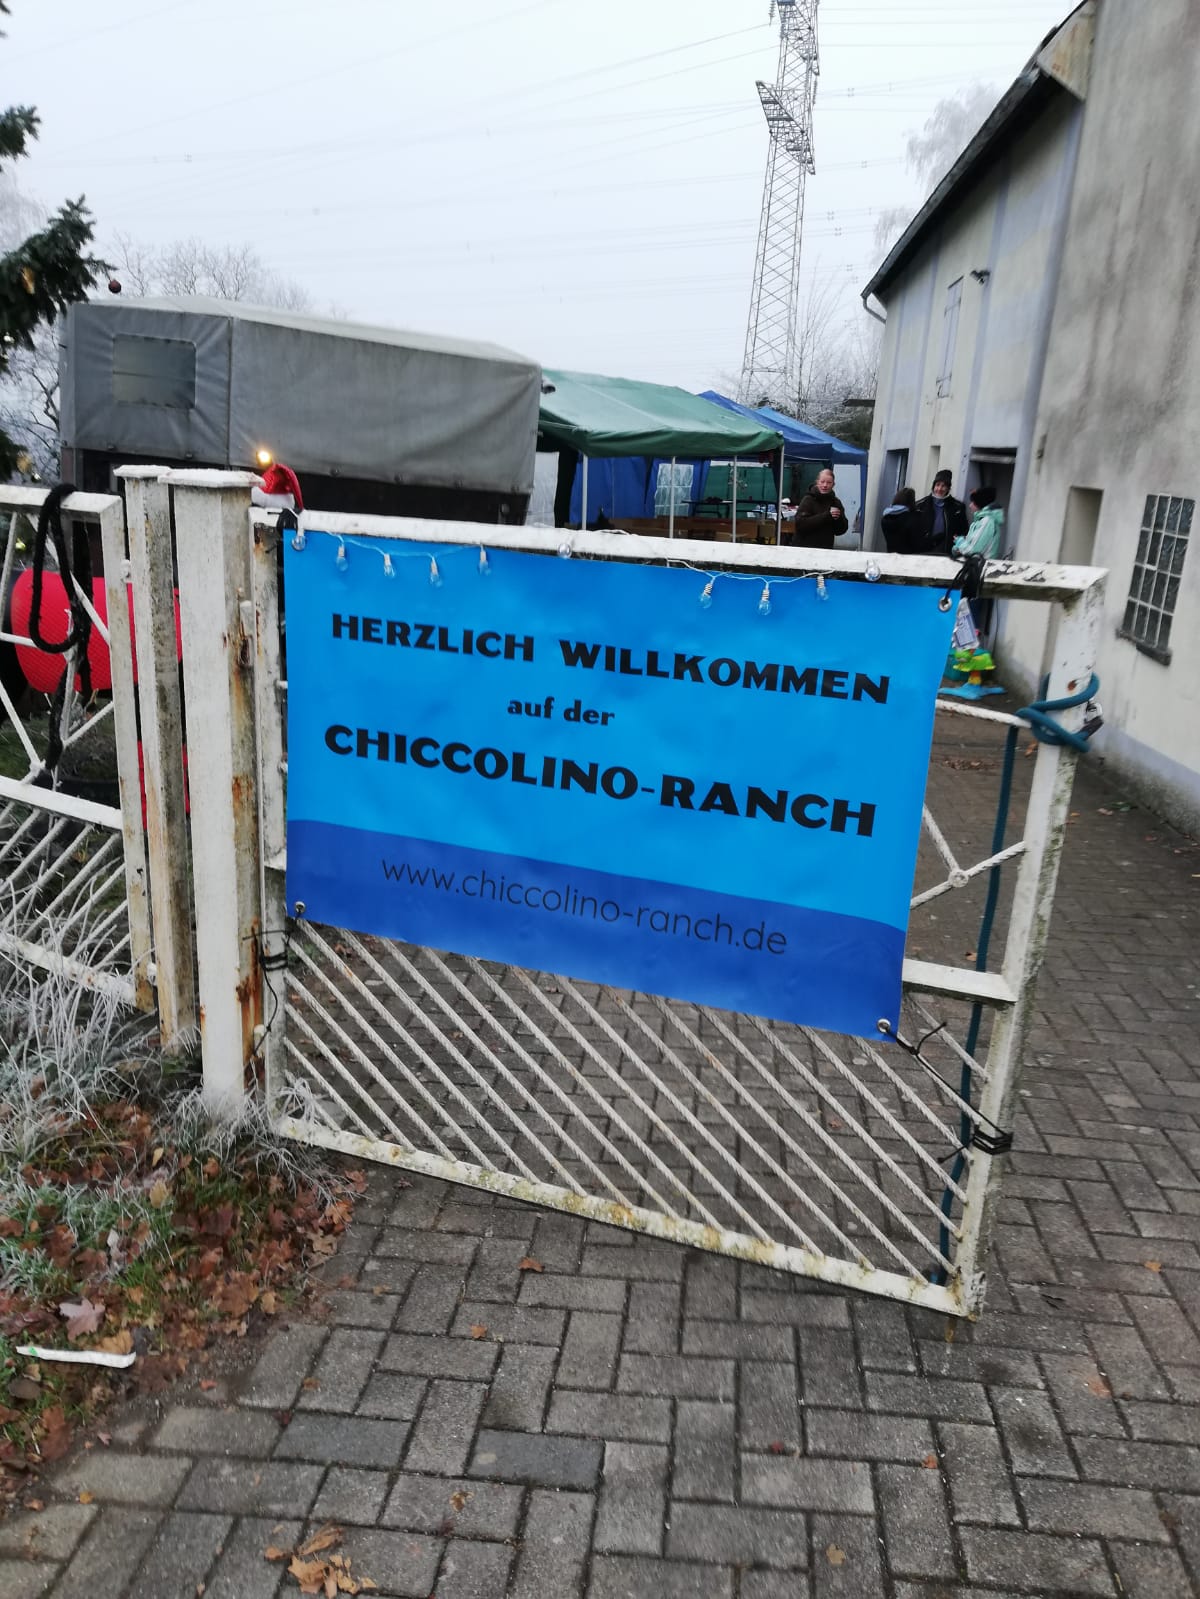 HERZLICH WILLKOMMEN
auf der
CHICCOLINO-RANCH
www.chiccolino-ranch.de